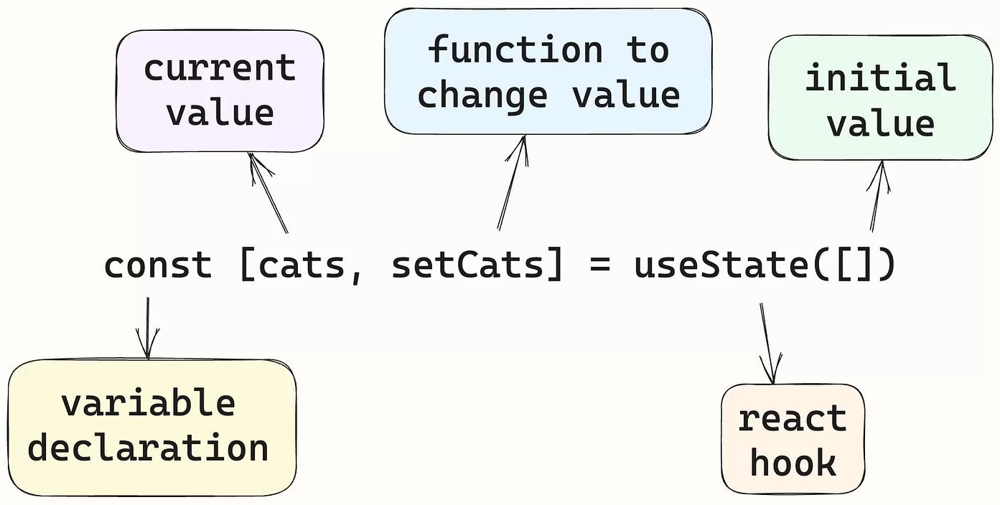 current
value
function to
change value
initial
value
const [cats, setCats] = useState([])
variable
declaration
react
hook